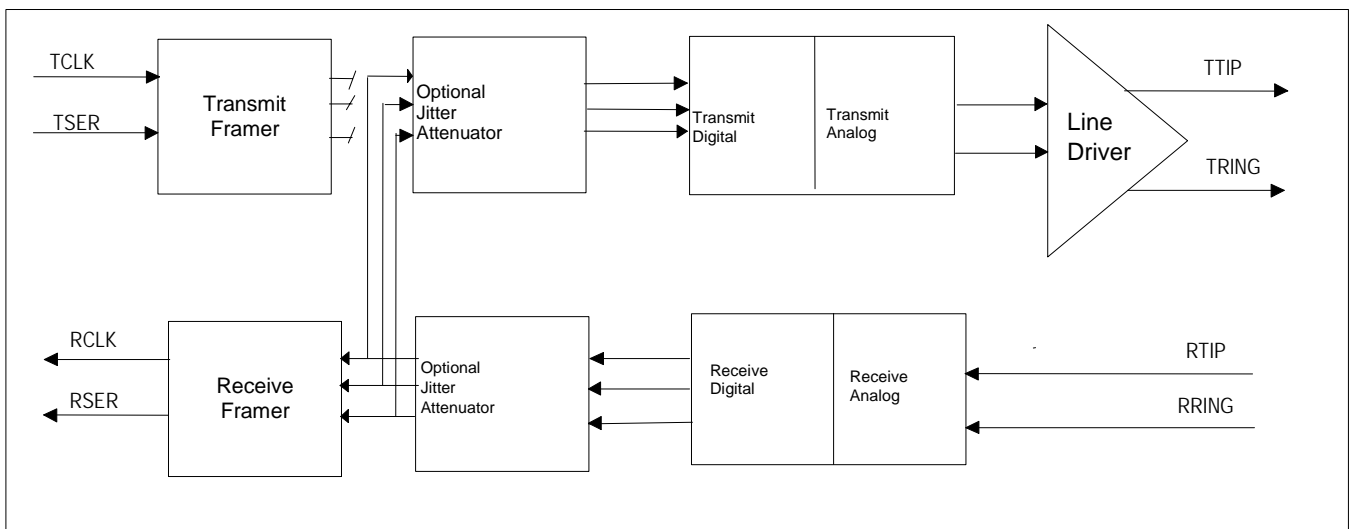 TCLK
TSER
Transmit
Framer
Optional
Jitter
Attenuator
Transmit
Digital
Transmit
Analog
Line
Driver
TTIP
TRING
RCLK
RSER
Receive
Framer
Optional
Jitter
Attenuator
Receive
Digital
Receive
Analog
RTIP
RRING